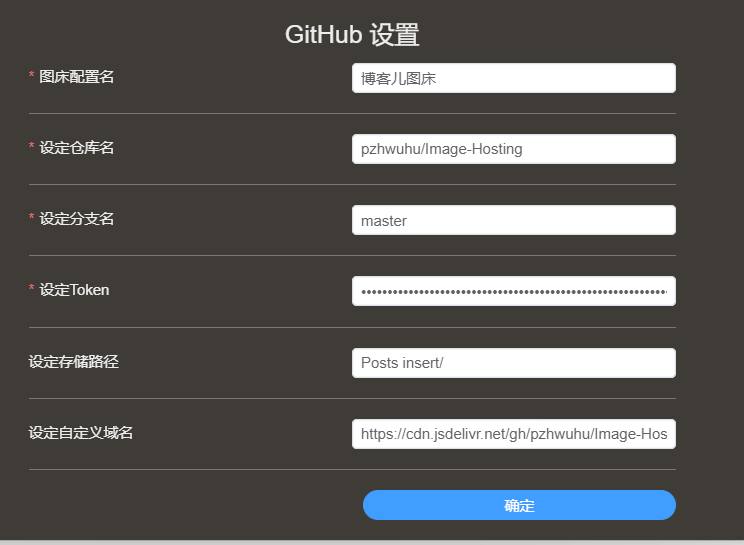 GitHub 设置
* 图床配置名
博客儿图床
* 设定仓库名
pzhwuhu/Image-Hosting
* 设定分支名
master
* 设定Token
设定存储路径
Posts insert/
设定自定义域名
https://cdn.jsdelivr.net/gh/pzhwuhu/Image-Hos
确定